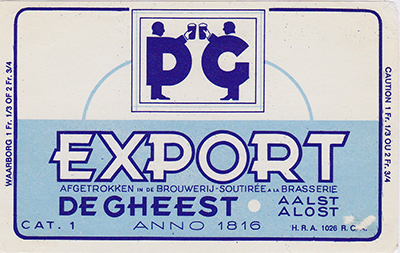 DG
WAARBORG 1 Fr. 1/3 OF 2 Fr. 3/4
CAUTION 1 Fr. 1/3 OU 2 Fr. 3/4
EXPORT
AFGETROKKEN IN DE BROUWERIJ-SOUTIRÉE A LA BRASSERIE
DE GHEEST
AALST
ALOST
CAT. 1
ANNO 1816
H. R. A. 1026 R. C.